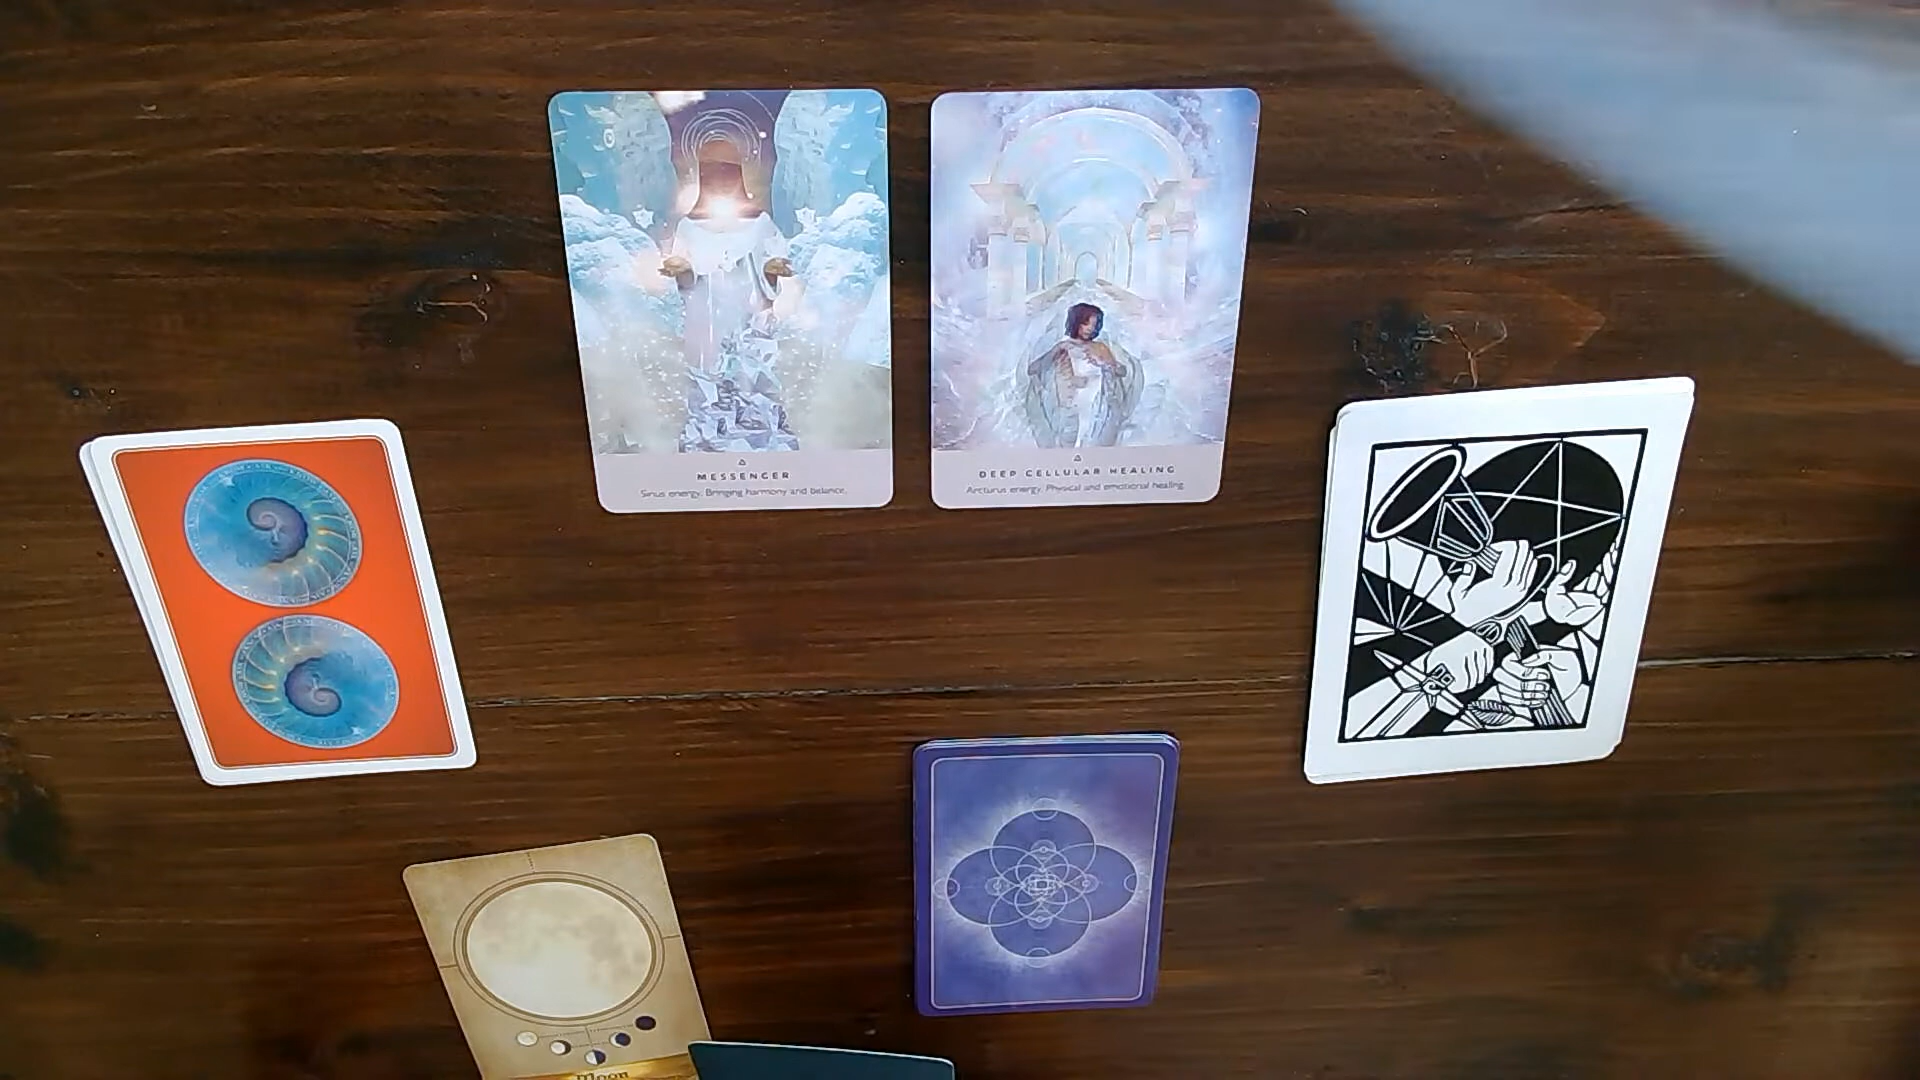 MESSENGER
Sirius energy. Bringing harmony and balance.
DEEP CELLULAR HEALING
Arcturus energy. Physical and emotional healing.
Moon